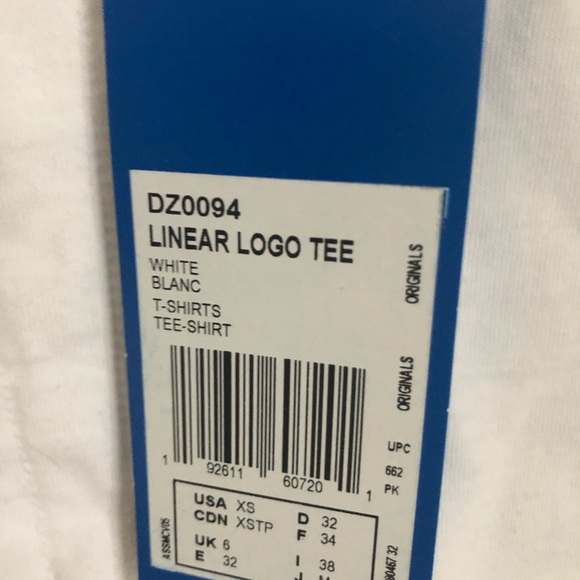 DZ0094
LINEAR LOGO TEE
WHITE
BLANC
T-SHIRTS
TEE-SHIRT
ORIGINALS
ORIGINALS
UPC
662
PK
1 92611 60720 1
USA XS
CDN XSTP
UK 6
E 32
D 32
F 34
I 38
ASSMCV05